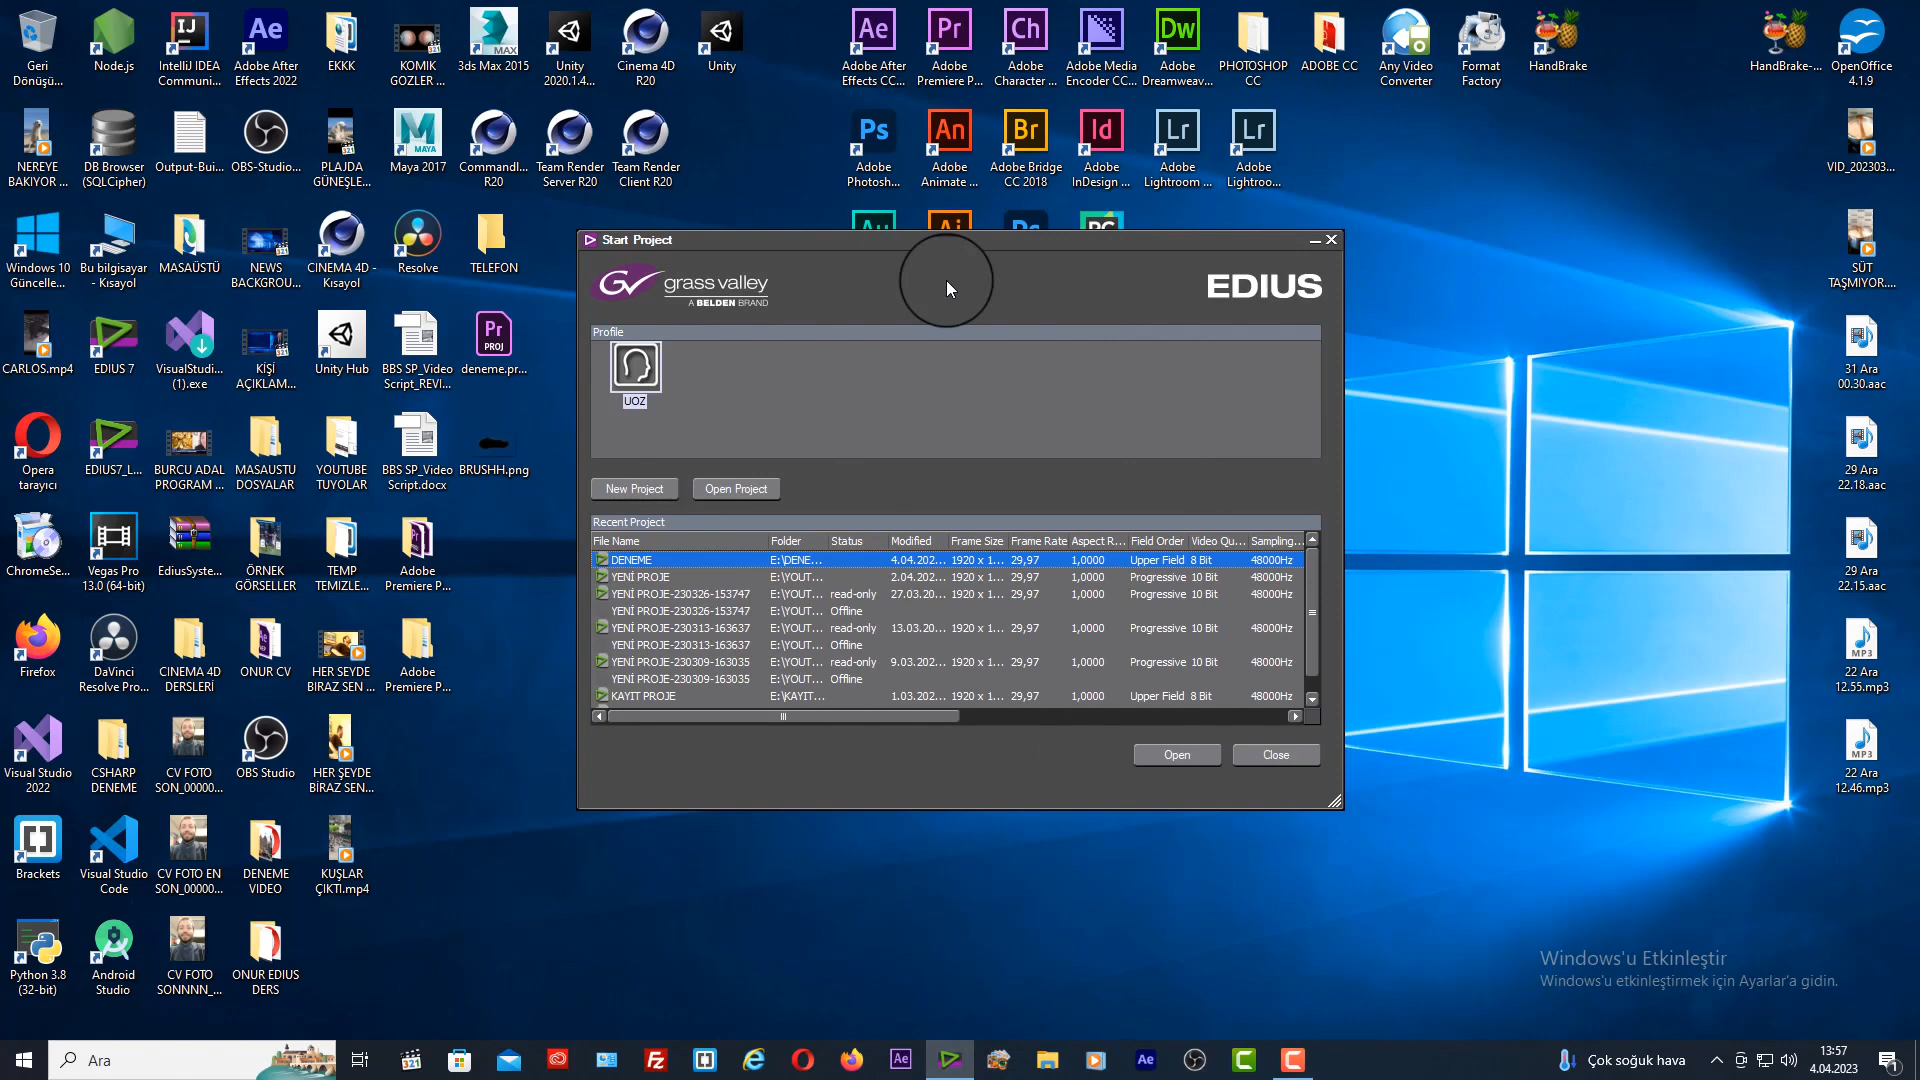 Geri
Dönüşü...
Node.js
IntelliJ IDEA
Communi...
Adobe After
Effects 2022
EKKK
KOMIK
GOZLER ...
3ds Max 2015
Unity
2020.1.4...
Cinema 4D
R20
Unity
Adobe After
Effects CC...
Adobe
Premiere P...
Adobe
Character ...
Adobe Media
Encoder CC...
Adobe
Dreamweav...
PHOTOSHOP
CC
ADOBE CC
Any Video
Converter
Format
Factory
HandBrake
HandBrake-...
OpenOffice
4.1.9
NEREYE
BAKIYOR ...
DB Browser
(SQLCipher)
Output-Bui...
OBS-Studio...
PLAJDA
GÜNEŞLE...
Maya 2017
Commandl...
R20
Team Render
Server R20
Team Render
Client R20
Adobe
Photosh...
Adobe
Animate ...
Adobe Bridge
CC 2018
Adobe
InDesign ...
Adobe
Lightroom ...
Adobe
Lightroo...
VID_202303...
Windows 10
Güncelle...
Bu bilgisayar
- Kısayol
MASAÜSTÜ
NEWS
BACKGROU...
CINEMA 4D -
Kısayol
Resolve
TELEFON
SÜT
TAŞMIYOR....
CARLOS.mp4
EDIUS 7
VisualStudi...
(1).exe
KİŞİ
AÇIKLAM...
Unity Hub
BBS SP_Video
Script_REVI...
deneme.pr...
31 Ara
00.30.aac
Opera
tarayıcı
EDIUS7_L...
BURCU ADAL
PROGRAM ...
MASAUSTU
DOSYALAR
YOUTUBE
TUYOLAR
BBS SP_Video
Script.docx
BRUSHH.png
29 Ara
22.18.aac
ChromeSe...
Vegas Pro
13.0 (64-bit)
EdiusSyste...
ÖRNEK
GÖRSELLER
TEMP
TEMIZLE...
Adobe
Premiere P...
29 Ara
22.15.aac
Firefox
DaVinci
Resolve Pro...
CINEMA 4D
DERSLERİ
ONUR CV
HER SEYDE
BIRAZ SEN ...
Adobe
Premiere P...
22 Ara
12.55.mp3
Visual Studio
2022
CSHARP
DENEME
CV FOTO
SON_00000...
OBS Studio
HER ŞEYDE
BİRAZ SEN...
22 Ara
12.46.mp3
Brackets
Visual Studio
Code
CV FOTO EN
SON_00000...
DENEME
VIDEO
KUŞLAR
ÇIKTI.mp4
Python 3.8
(32-bit)
Android
Studio
CV FOTO
SONNNN_...
ONUR EDIUS
DERS
Start Project
grass valley
A BELDEN BRAND
EDIUS
Profile
UOZ
New Project
Open Project
Recent Project
File Name Folder Status Modified Frame Size Frame Rate Aspect R... Field Order Video Qu... Sampling...
DENEME E:\DENE... 4.04.202... 1920 x 1... 29,97 1,0000 Upper Field 8 Bit 48000Hz
YENİ PROJE E:\YOUT... 2.04.202... 1920 x 1... 29,97 1,0000 Progressive 10 Bit 48000Hz
YENİ PROJE-230326-153747 E:\YOUT... read-only 27.03.20... 1920 x 1... 29,97 1,0000 Progressive 10 Bit 48000Hz
YENİ PROJE-230326-153747 E:\YOUT... Offline
YENİ PROJE-230313-163637 E:\YOUT... read-only 13.03.20... 1920 x 1... 29,97 1,0000 Progressive 10 Bit 48000Hz
YENİ PROJE-230313-163637 E:\YOUT... Offline
YENİ PROJE-230309-163035 E:\YOUT... read-only 9.03.202... 1920 x 1... 29,97 1,0000 Progressive 10 Bit 48000Hz
YENİ PROJE-230309-163035 E:\YOUT... Offline
KAYIT PROJE E:\KAYIT... 1.03.202... 1920 x 1... 29,97 1,0000 Upper Field 8 Bit 48000Hz
Open
Close
Windows'u Etkinleştir
Windows'u etkinleştirmek için Ayarlar'a gidin.
Ara
Çok soğuk hava
13:57
4.04.2023